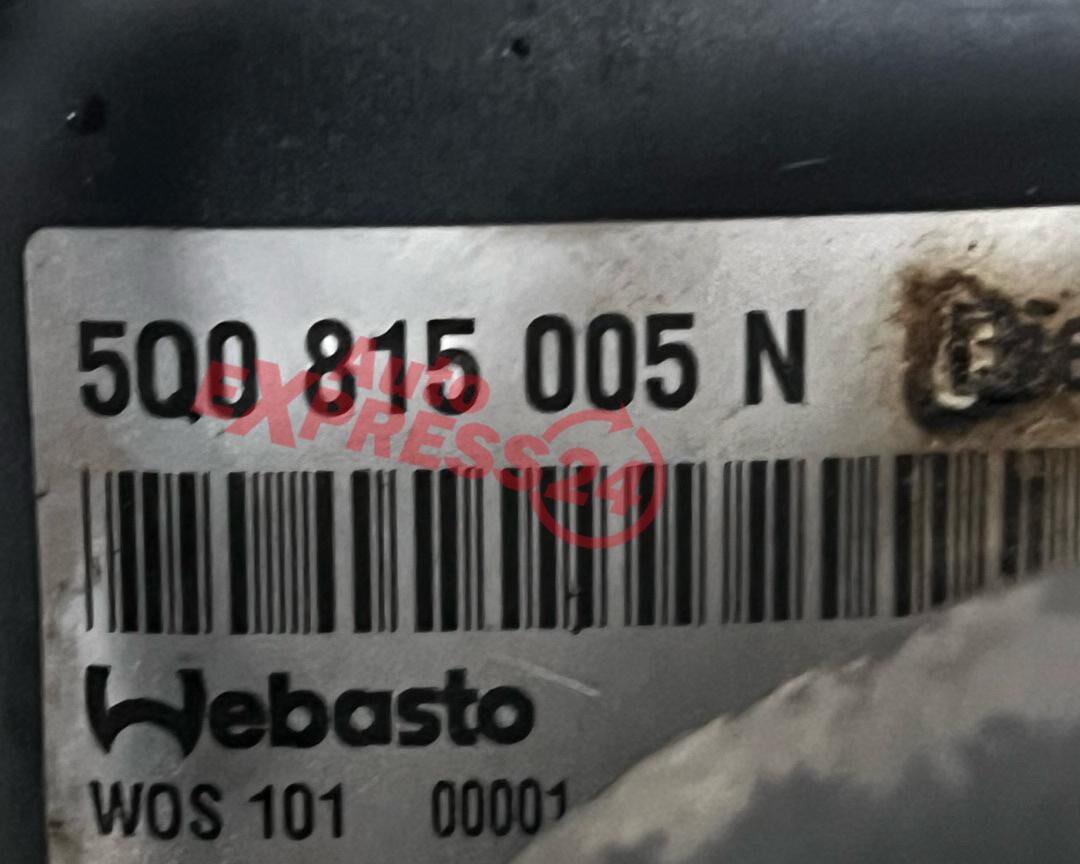 5Q0 815 005 N
Auto
EXPRESS24
Webasto
WOS 101 00001